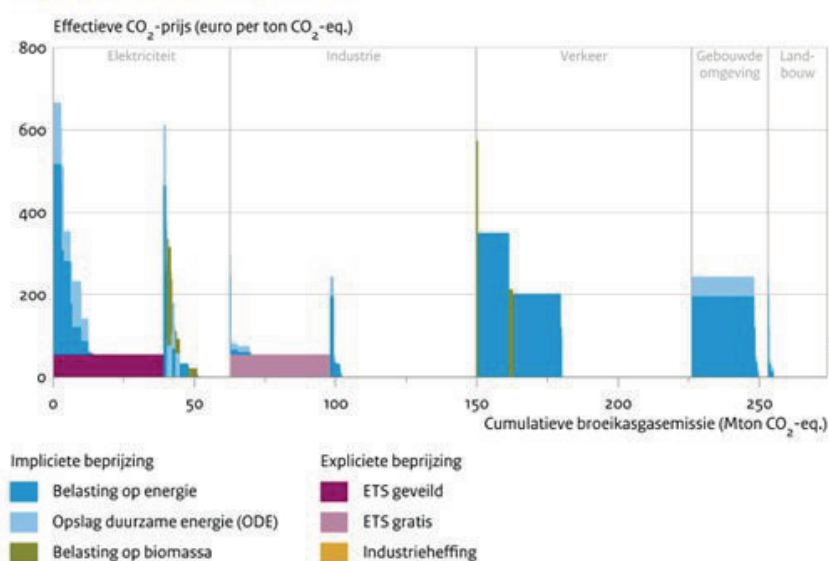 Effectieve CO₂-prijs (euro per ton CO₂-eq.)
800
Elektriciteit
Industrie
Verkeer
Gebouwde
omgeving
Land-
bouw
600
400
200
0
0
50
100
150
200
250
Cumulatieve broeikasgasemissie (Mton CO₂-eq.)
Impliciete beprijzing
Belasting op energie
Opslag duurzame energie (ODE)
Belasting op biomassa
Expliciete beprijzing
ETS geveild
ETS gratis
Industrieheffing